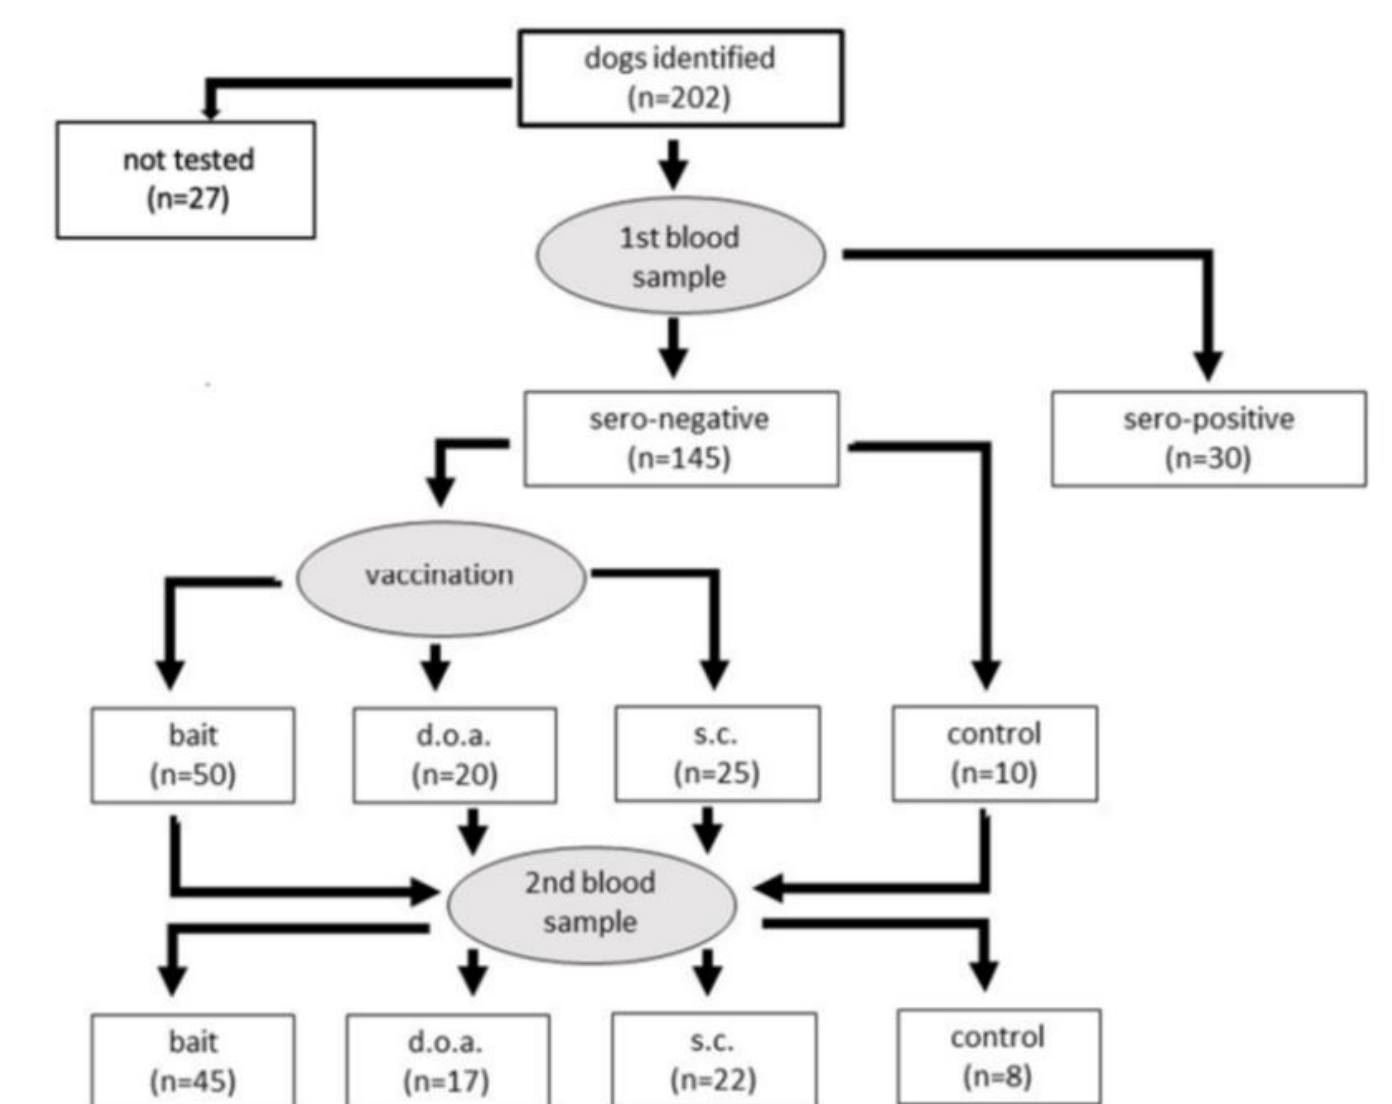 dogs identified
(n=202)
not tested
(n=27)
1st blood
sample
sero-negative
(n=145)
sero-positive
(n=30)
vaccination
bait
(n=50)
d.o.a.
(n=20)
s.c.
(n=25)
control
(n=10)
2nd blood
sample
bait
(n=45)
d.o.a.
(n=17)
s.c.
(n=22)
control
(n=8)